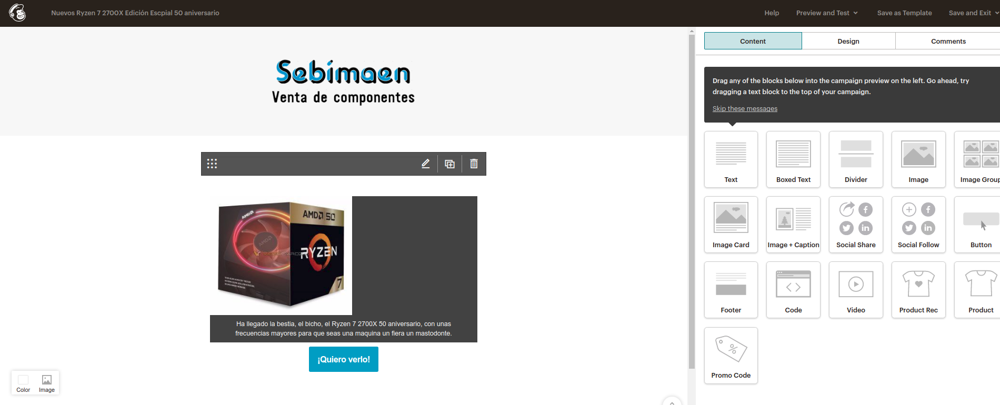 Nuevos Ryzen 7 2700X Edición Escpial 50 aniversario
Help
Preview and Test
Save as Template
Save and Exit
Content
Design
Comments
Sebimaen
Venta de componentes
Drag any of the blocks below into the campaign preview on the left. Go ahead, try
dragging a text block to the top of your campaign.
Skip these messages
Text
Boxed Text
Divider
Image
Image Group
AMD 50
AMD
AMD
RYZEN
VIDEOCARDZ
7
Ha llegado la bestia, el bicho, el Ryzen 7 2700X 50 aniversario, con unas
frecuencias mayores para que seas una maquina un fiera un mastodonte.
¡Quiero verlo!
Image Card
Image + Caption
Social Share
Social Follow
Button
Footer
Code
Video
Product Rec
Product
Promo Code
Color
Image